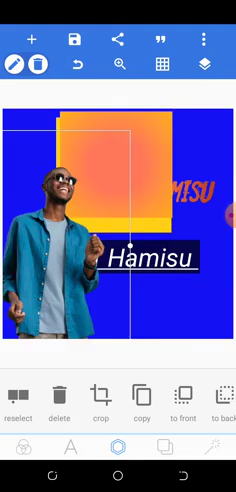 MISU
Hamisu
reselect
delete
crop
copy
to front
to back